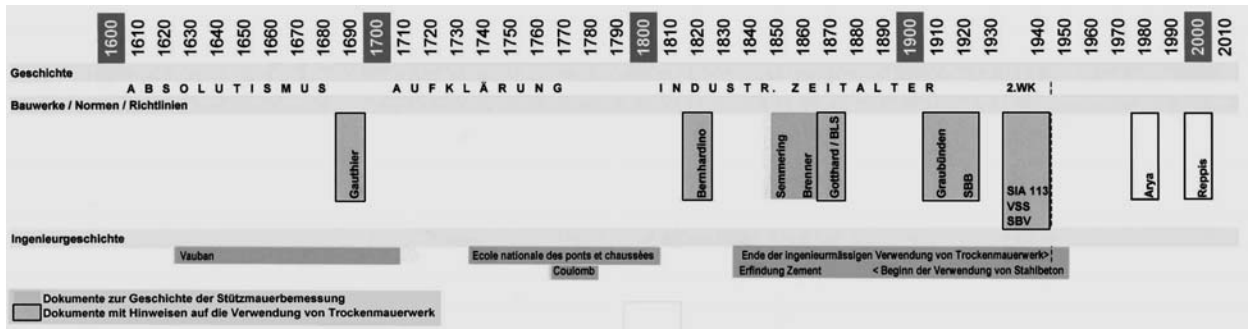 1600 1610 1620 1630 1640 1650 1660 1670 1680 1690 1700 1710 1720 1730 1740 1750 1760 1770 1780 1790 1800 1810 1820 1830 1840 1850 1860 1870 1880 1890 1900 1910 1920 1930 1940 1950 1960 1970 1980 1990 2000 2010
Geschichte
ABSOLUTISMUS AUFKLÄRUNG INDUSTR. ZEITALTER 2.WK
Bauwerke / Normen / Richtlinien
Gauthier
Bernhardino
Semmering
Brenner
Gotthard / BLS
Graubünden
SBB
SIA 113
VSS
SBV
Arya
Reppis
Ingenieurgeschichte
Vauban
Ecole nationale des ponts et chaussées
Coulomb
Ende der ingenieurmässigen Verwendung von Trockenmauerwerk>
Erfindung Zement < Beginn der Verwendung von Stahlbeton
Dokumente zur Geschichte der Stützmauerbemessung
Dokumente mit Hinweisen auf die Verwendung von Trockenmauerwerk